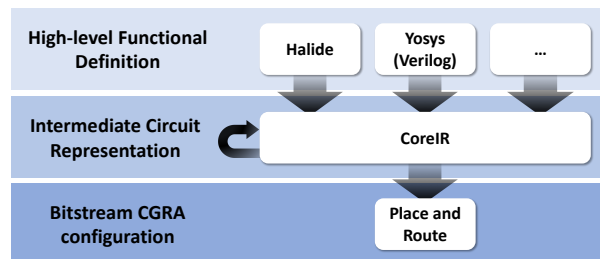 High-level Functional
Definition
Halide
Yosys
(Verilog)
...
Intermediate Circuit
Representation
CoreIR
Bitstream CGRA
configuration
Place and
Route